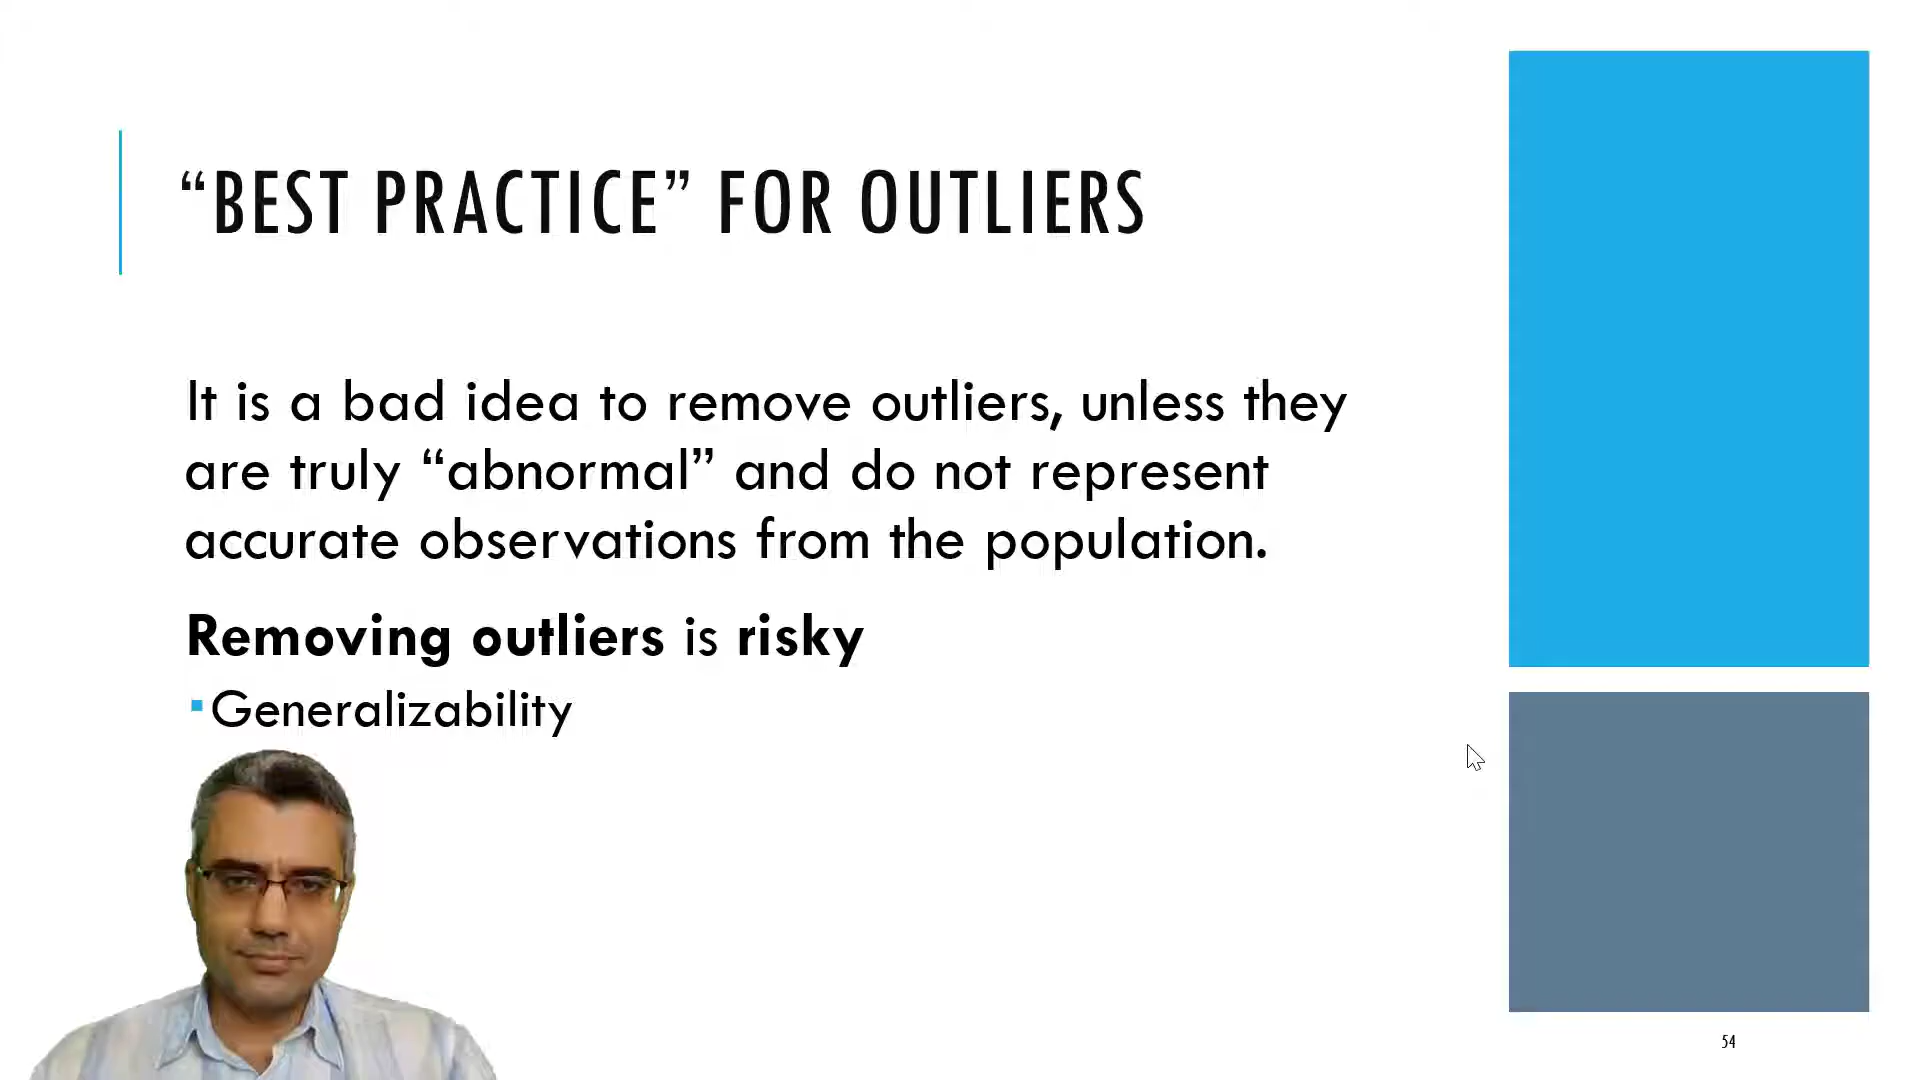 “BEST PRACTICE” FOR OUTLIERS
It is a bad idea to remove outliers, unless they
are truly “abnormal” and do not represent
accurate observations from the population.
Removing outliers is risky
Generalizability
54